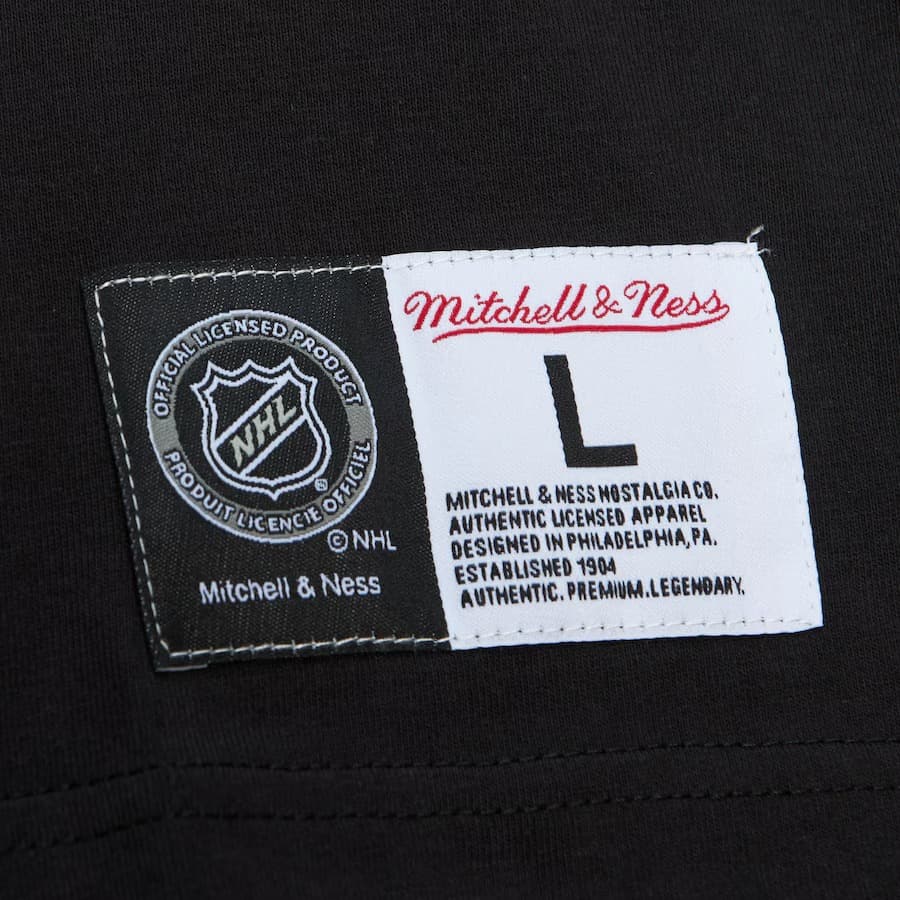 OFFICIAL LICENSED PRODUCT
NHL
®
PRODUIT LICENCIE OFFICIEL
© NHL
Mitchell & Ness
Mitchell & Ness
L
MITCHELL & NESS NOSTALGIA CO.
AUTHENTIC LICENSED APPAREL
DESIGNED IN PHILADELPHIA, PA.
ESTABLISHED 1904
AUTHENTIC. PREMIUM. LEGENDARY.